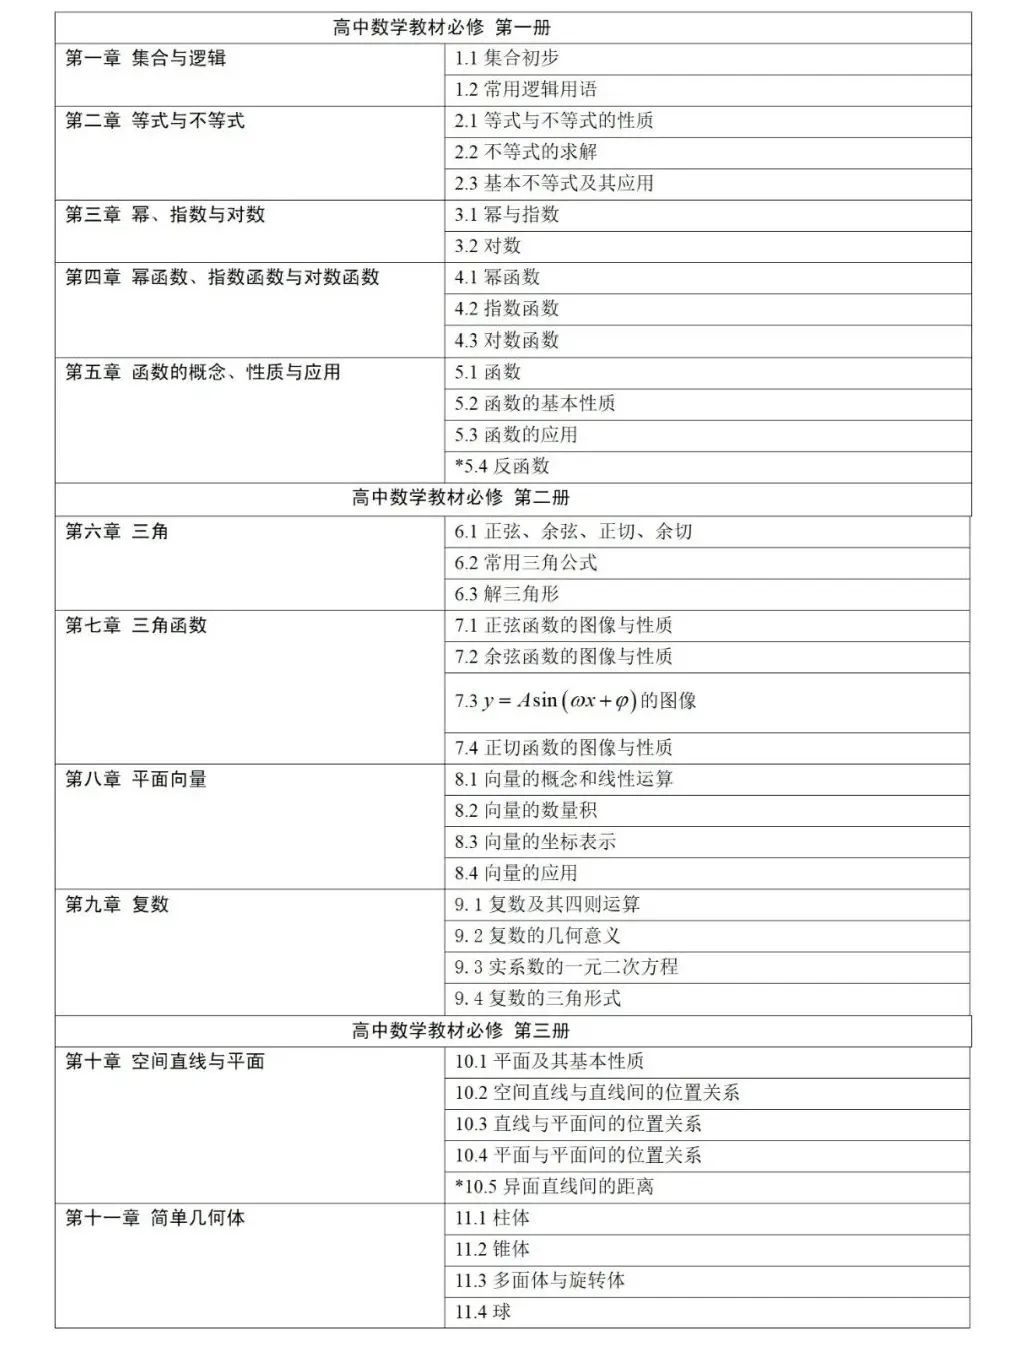 高中数学教材必修 第一册
第一章 集合与逻辑
1.1 集合初步
1.2 常用逻辑用语
第二章 等式与不等式
2.1 等式与不等式的性质
2.2 不等式的求解
2.3 基本不等式及其应用
第三章 幂、指数与对数
3.1 幂与指数
3.2 对数
第四章 幂函数、指数函数与对数函数
4.1 幂函数
4.2 指数函数
4.3 对数函数
第五章 函数的概念、性质与应用
5.1 函数
5.2 函数的基本性质
5.3 函数的应用
*5.4 反函数
高中数学教材必修 第二册
第六章 三角
6.1 正弦、余弦、正切、余切
6.2 常用三角公式
6.3 解三角形
第七章 三角函数
7.1 正弦函数的图像与性质
7.2 余弦函数的图像与性质
7.3 y = Asin(ωx+φ)的图像
7.4 正切函数的图像与性质
第八章 平面向量
8.1 向量的概念和线性运算
8.2 向量的数量积
8.3 向量的坐标表示
8.4 向量的应用
第九章 复数
9.1 复数及其四则运算
9.2 复数的几何意义
9.3 实系数的一元二次方程
9.4 复数的三角形式
高中数学教材必修 第三册
第十章 空间直线与平面
10.1 平面及其基本性质
10.2 空间直线与直线间的位置关系
10.3 直线与平面间的位置关系
10.4 平面与平面间的位置关系
*10.5 异面直线间的距离
第十一章 简单几何体
11.1 柱体
11.2 锥体
11.3 多面体与旋转体
11.4 球